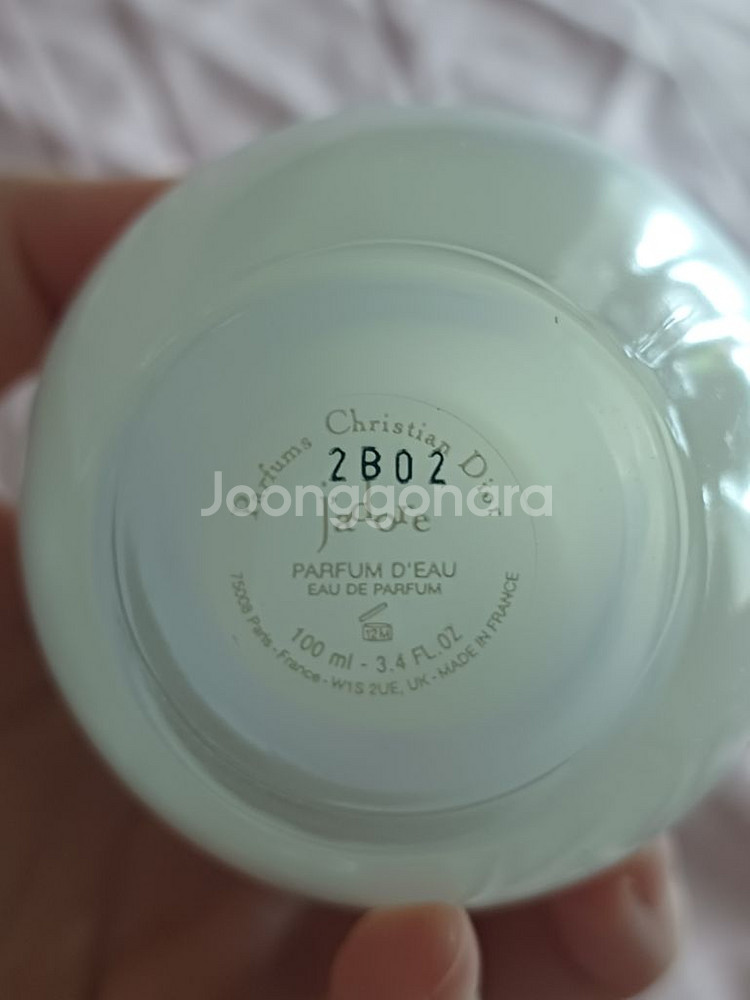 Parfums Christian Dior
2B02
j'adore
Joonggonara
PARFUM D'EAU
EAU DE PARFUM
12M
100 ml - 3.4 FL.OZ
75008 Paris - France - W1S 2UE, UK - MADE IN FRANCE